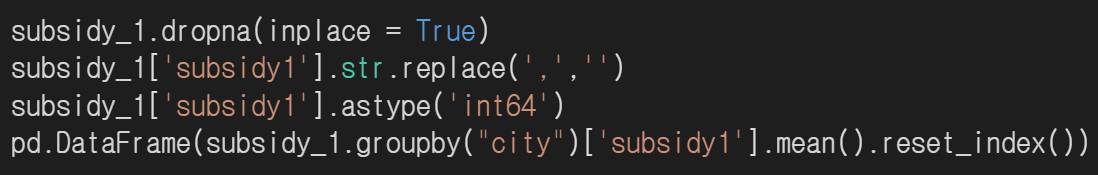 subsidy_1.dropna(inplace = True)
subsidy_1['subsidy1'].str.replace(',','')
subsidy_1['subsidy1'].astype('int64')
pd.DataFrame(subsidy_1.groupby("city")['subsidy1'].mean().reset_index())